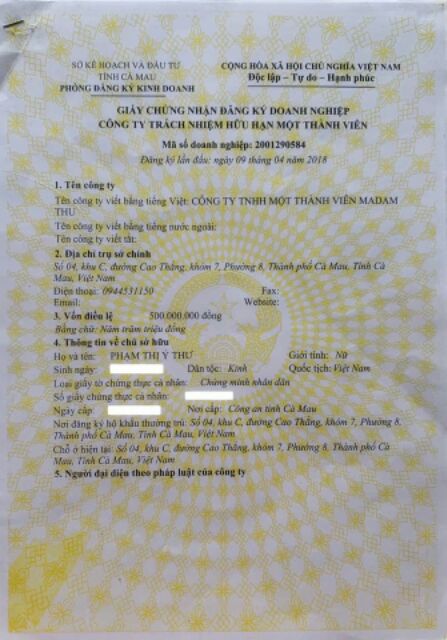 SỞ KẾ HOẠCH VÀ ĐẦU TƯ
TỈNH CÀ MAU
PHÒNG ĐĂNG KÝ KINH DOANH
CỘNG HÒA XÃ HỘI CHỦ NGHĨA VIỆT NAM
Độc lập – Tự do – Hạnh phúc
GIẤY CHỨNG NHẬN ĐĂNG KÝ DOANH NGHIỆP
CÔNG TY TRÁCH NHIỆM HỮU HẠN MỘT THÀNH VIÊN
Mã số doanh nghiệp: 2001290584
Đăng ký lần đầu: ngày 09 tháng 04 năm 2018
1. Tên công ty
Tên công ty viết bằng tiếng Việt: CÔNG TY TNHH MỘT THÀNH VIÊN MADAM
THƯ
Tên công ty viết bằng tiếng nước ngoài:
Tên công ty viết tắt:
2. Địa chỉ trụ sở chính
Số 04, khu C, đường Cao Thắng, khóm 7, Phường 8, Thành phố Cà Mau, Tỉnh Cà
Mau, Việt Nam
Điện thoại: 0944531150 Fax:
Email: Website:
3. Vốn điều lệ 500.000.000 đồng
Bằng chữ: Năm trăm triệu đồng
4. Thông tin về chủ sở hữu
Họ và tên: PHẠM THỊ Ý THƯ Giới tính: Nữ
Sinh ngày: Dân tộc: Kinh Quốc tịch: Việt Nam
Loại giấy tờ chứng thực cá nhân: Chứng minh nhân dân
Số giấy chứng thực cá nhân:
Ngày cấp: Nơi cấp: Công an tỉnh Cà Mau
Nơi đăng ký hộ khẩu thường trú: Số 04, khu C, đường Cao Thắng, khóm 7, Phường 8,
Thành phố Cà Mau, Tỉnh Cà Mau, Việt Nam
Chỗ ở hiện tại: Số 04, khu C, đường Cao Thắng, khóm 7, Phường 8, Thành phố Cà
Mau, Tỉnh Cà Mau, Việt Nam
5. Người đại diện theo pháp luật của công ty